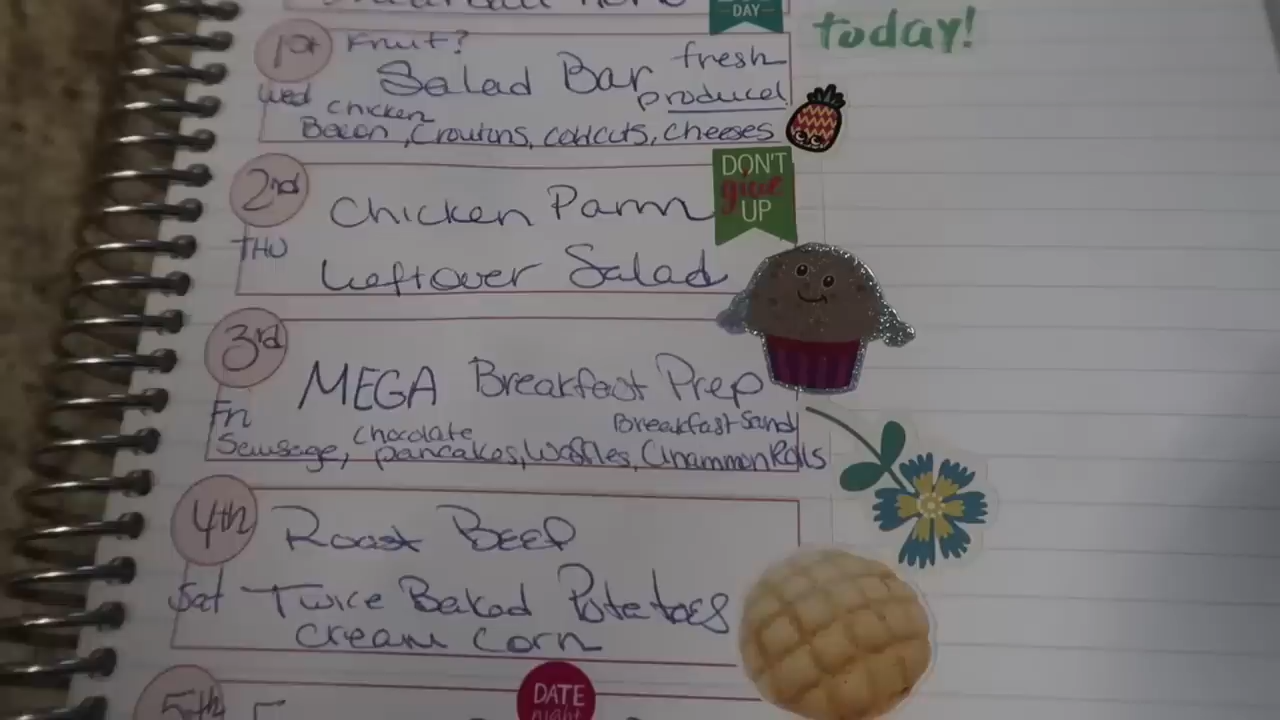 DAY
today!
1st Fruit?
Salad Bar fresh
produce!
Wed chicken
Bacon, Croutons, coldcuts, cheeses
DON'T
give
UP
2nd Chicken Parm
THU
Leftover Salad
3rd
MEGA Breakfast Prep
Fri Breakfast Sand
Sausage, Chocolate pancakes, Waffles, Cinammon Rolls
4th Roast Beef
Sat Twice Baked Potatoes
cream corn
5th
DATE
night